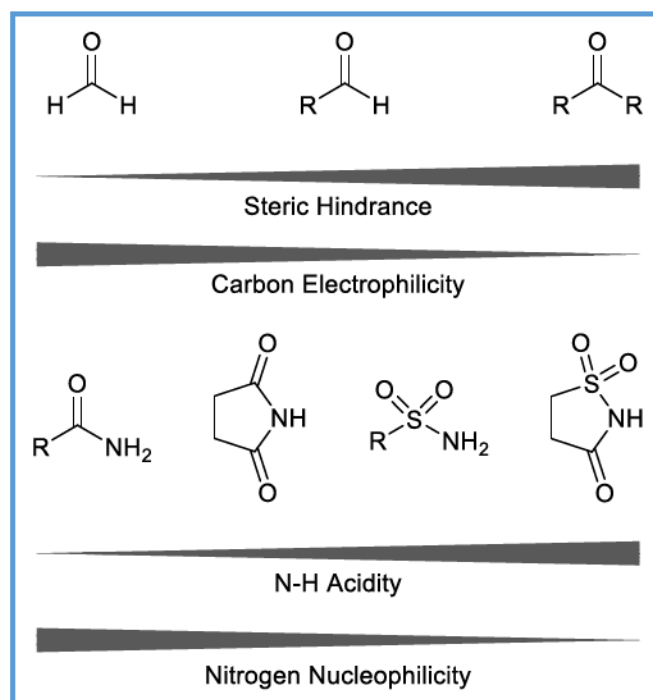 O O O
H H R H R R
Steric Hindrance
Carbon Electrophilicity
O O O O O O
R NH₂ NH S R NH₂ S NH
O O
N-H Acidity
Nitrogen Nucleophilicity